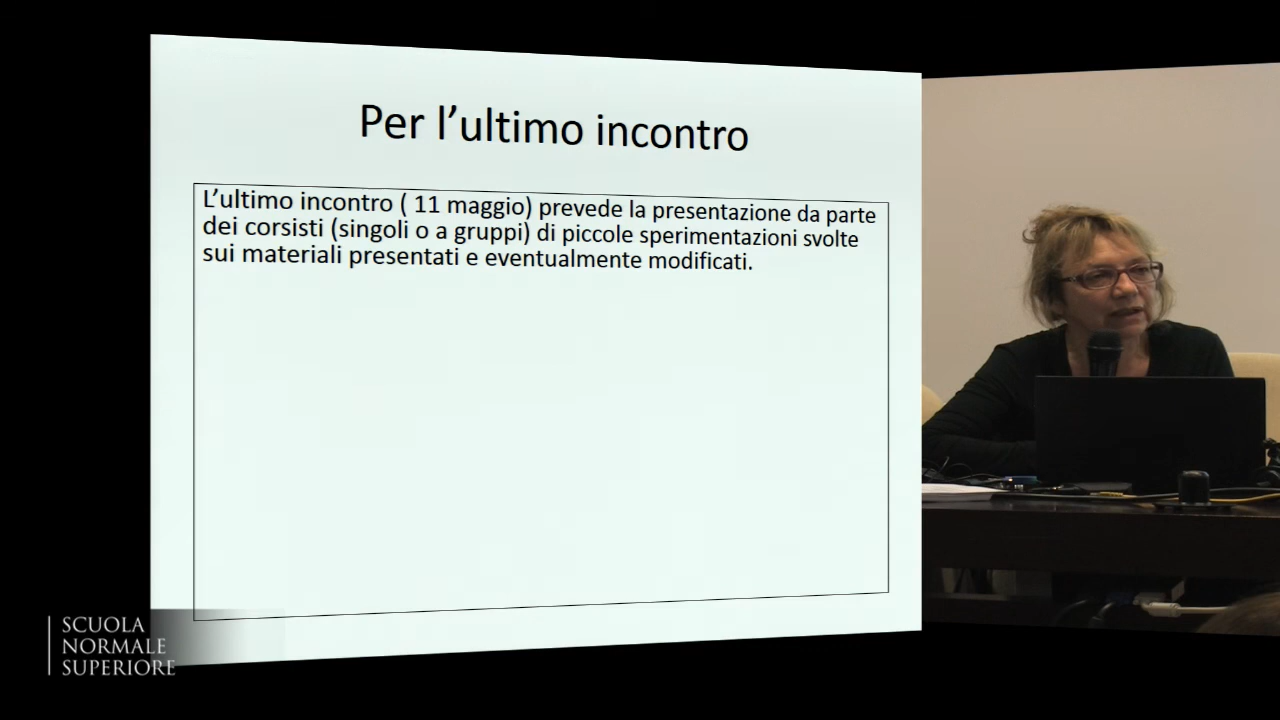 Per l'ultimo incontro
L'ultimo incontro ( 11 maggio) prevede la presentazione da parte
dei corsisti (singoli o a gruppi) di piccole sperimentazioni svolte
sui materiali presentati e eventualmente modificati.
SCUOLA
NORMALE
SUPERIORE